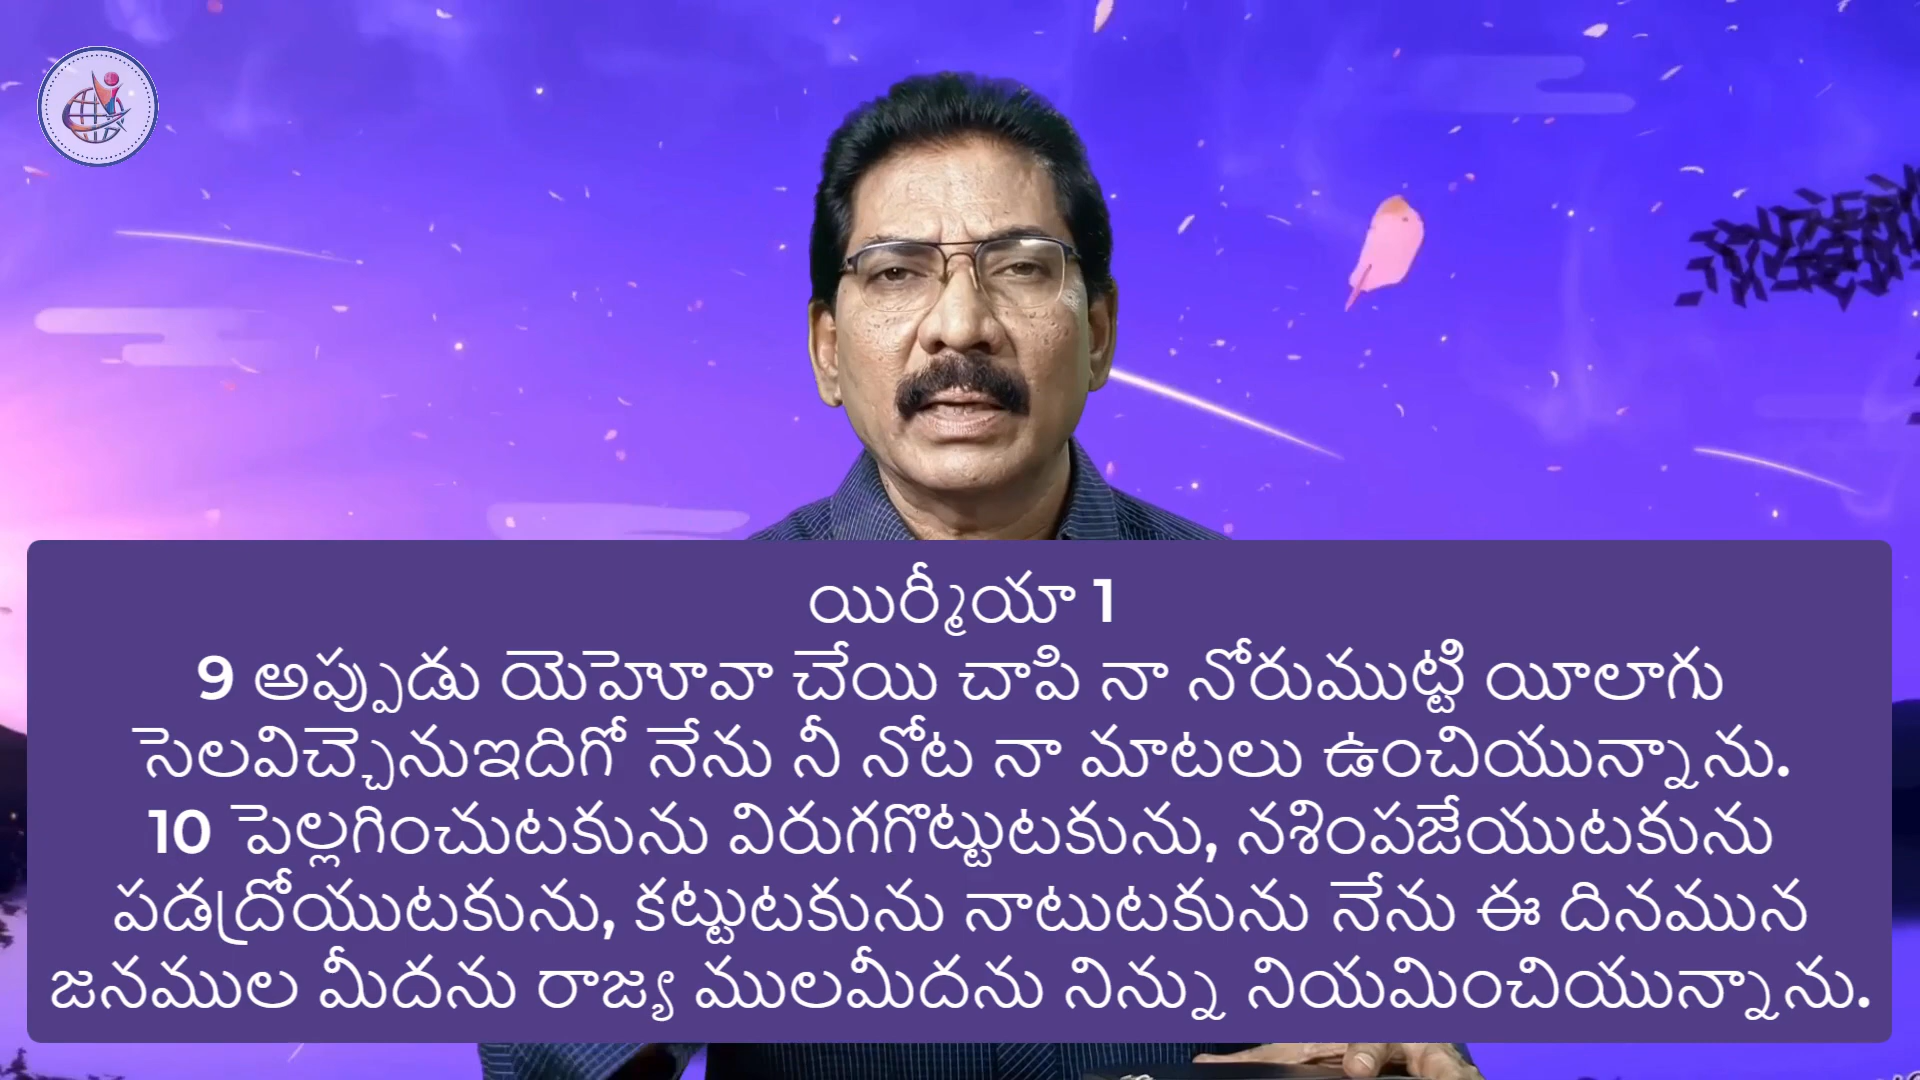 యిర్మీయా 1
9 అప్పుడు యెహోవా చేయి చాపి నా నోరుముట్టి యీలాగు
సెలవిచ్చెనుఇదిగో నేను నీ నోట నా మాటలు ఉంచియున్నాను.
10 పెల్లగించుటకును విరుగగొట్టుటకును, నశింపజేయుటకును
పడద్రోయుటకును, కట్టుటకును నాటుటకును నేను ఈ దినమున
జనముల మీదను రాజ్య ములమీదను నిన్ను నియమించియున్నాను.